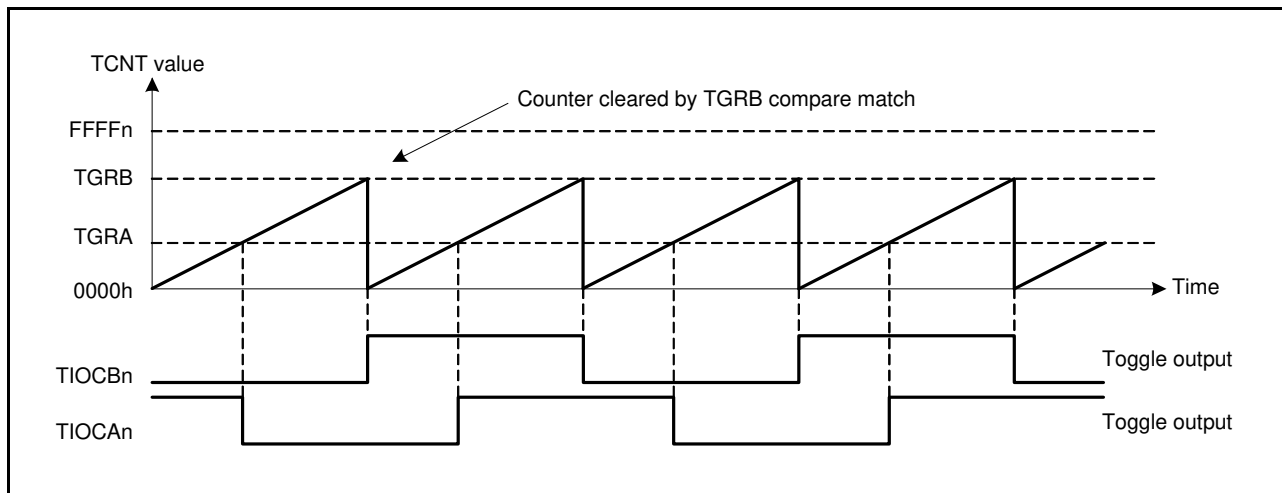 TCNT value
Counter cleared by TGRB compare match
FFFFn
TGRB
TGRA
0000h
Time
TIOCBn
Toggle output
TIOCAn
Toggle output